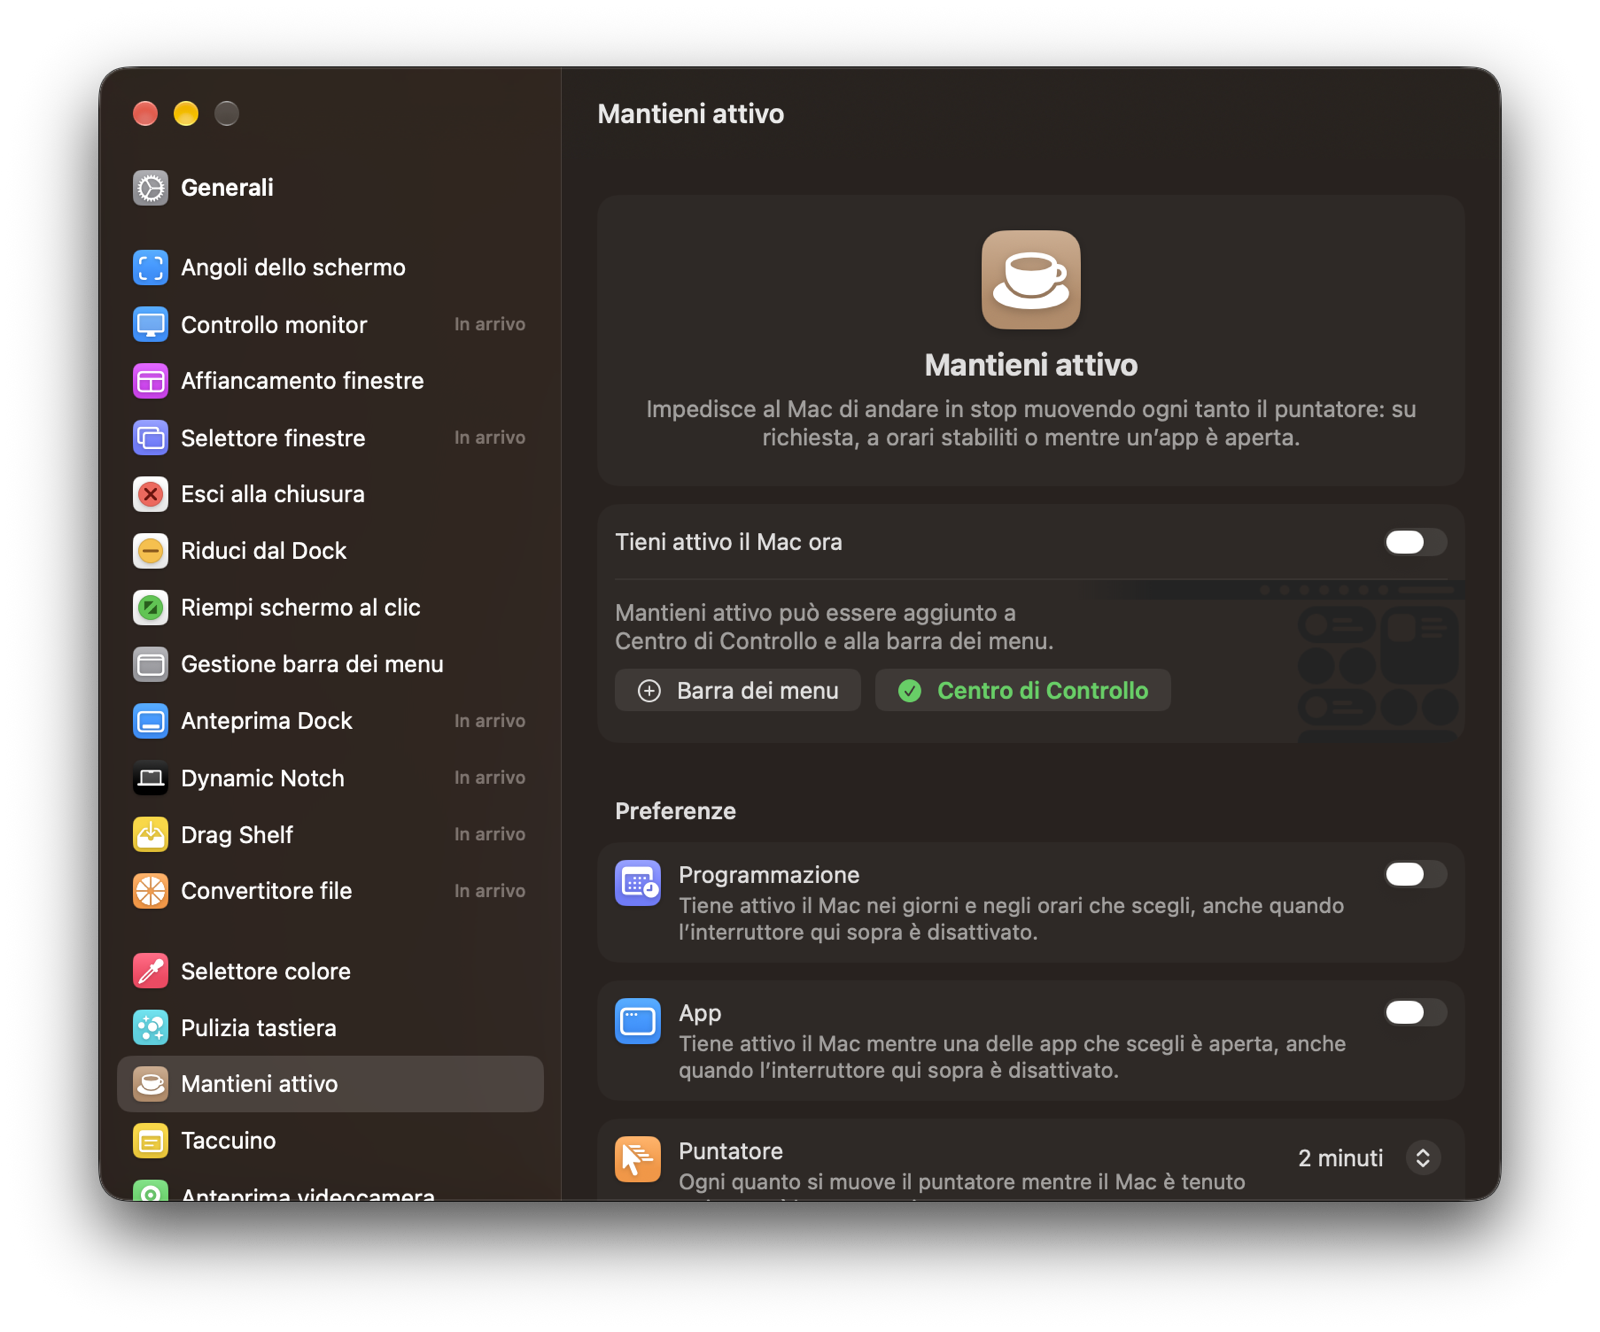 Mantieni attivo
Generali
Angoli dello schermo
Controllo monitor In arrivo
Affiancamento finestre
Selettore finestre In arrivo
Esci alla chiusura
Riduci dal Dock
Riempi schermo al clic
Gestione barra dei menu
Anteprima Dock In arrivo
Dynamic Notch In arrivo
Drag Shelf In arrivo
Convertitore file In arrivo
Selettore colore
Pulizia tastiera
Mantieni attivo
Taccuino
Anteprima videocamera
Mantieni attivo
Impedisce al Mac di andare in stop muovendo ogni tanto il puntatore: su
richiesta, a orari stabiliti o mentre un’app è aperta.
Tieni attivo il Mac ora
Mantieni attivo può essere aggiunto a
Centro di Controllo e alla barra dei menu.
Barra dei menu Centro di Controllo
Preferenze
Programmazione
Tiene attivo il Mac nei giorni e negli orari che scegli, anche quando
l’interruttore qui sopra è disattivato.
App
Tiene attivo il Mac mentre una delle app che scegli è aperta, anche
quando l’interruttore qui sopra è disattivato.
Puntatore 2 minuti
Ogni quanto si muove il puntatore mentre il Mac è tenuto